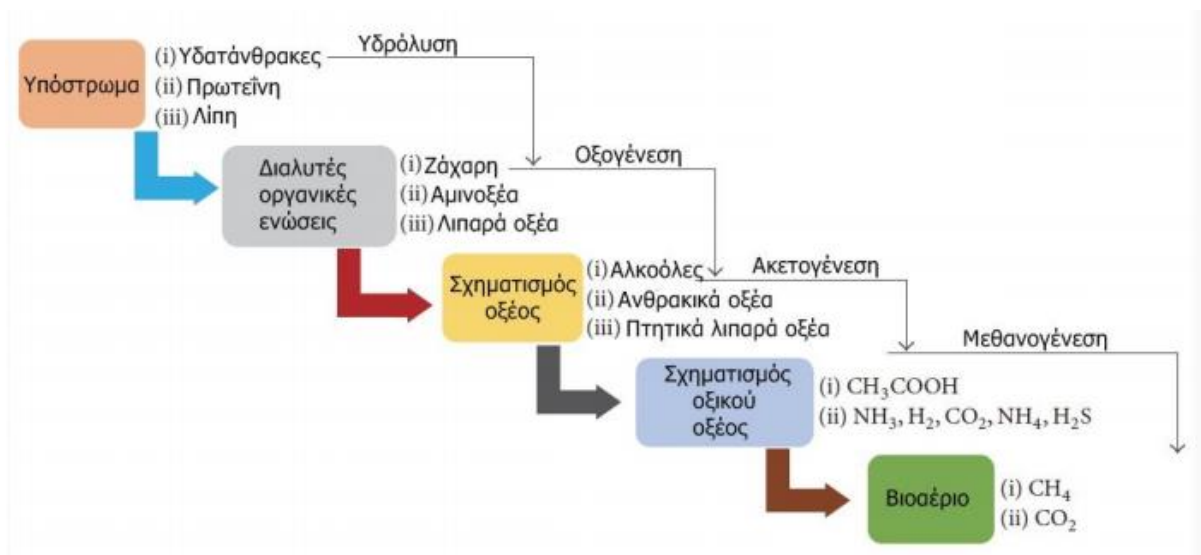 Υπόστρωμα
(i) Υδατάνθρακες
(ii) Πρωτεΐνη
(iii) Λίπη
Υδρόλυση
Διαλυτές
οργανικές
ενώσεις
(i) Ζάχαρη
(ii) Αμινοξέα
(iii) Λιπαρά οξέα
Οξογένεση
Σχηματισμός
οξέος
(i) Αλκοόλες
(ii) Ανθρακικά οξέα
(iii) Πτητικά λιπαρά οξέα
Ακετογένεση
Σχηματισμός
οξικού
οξέος
(i) CH₃COOH
(ii) NH₃, H₂, CO₂, NH₄, H₂S
Μεθανογένεση
Βιοαέριο
(i) CH₄
(ii) CO₂